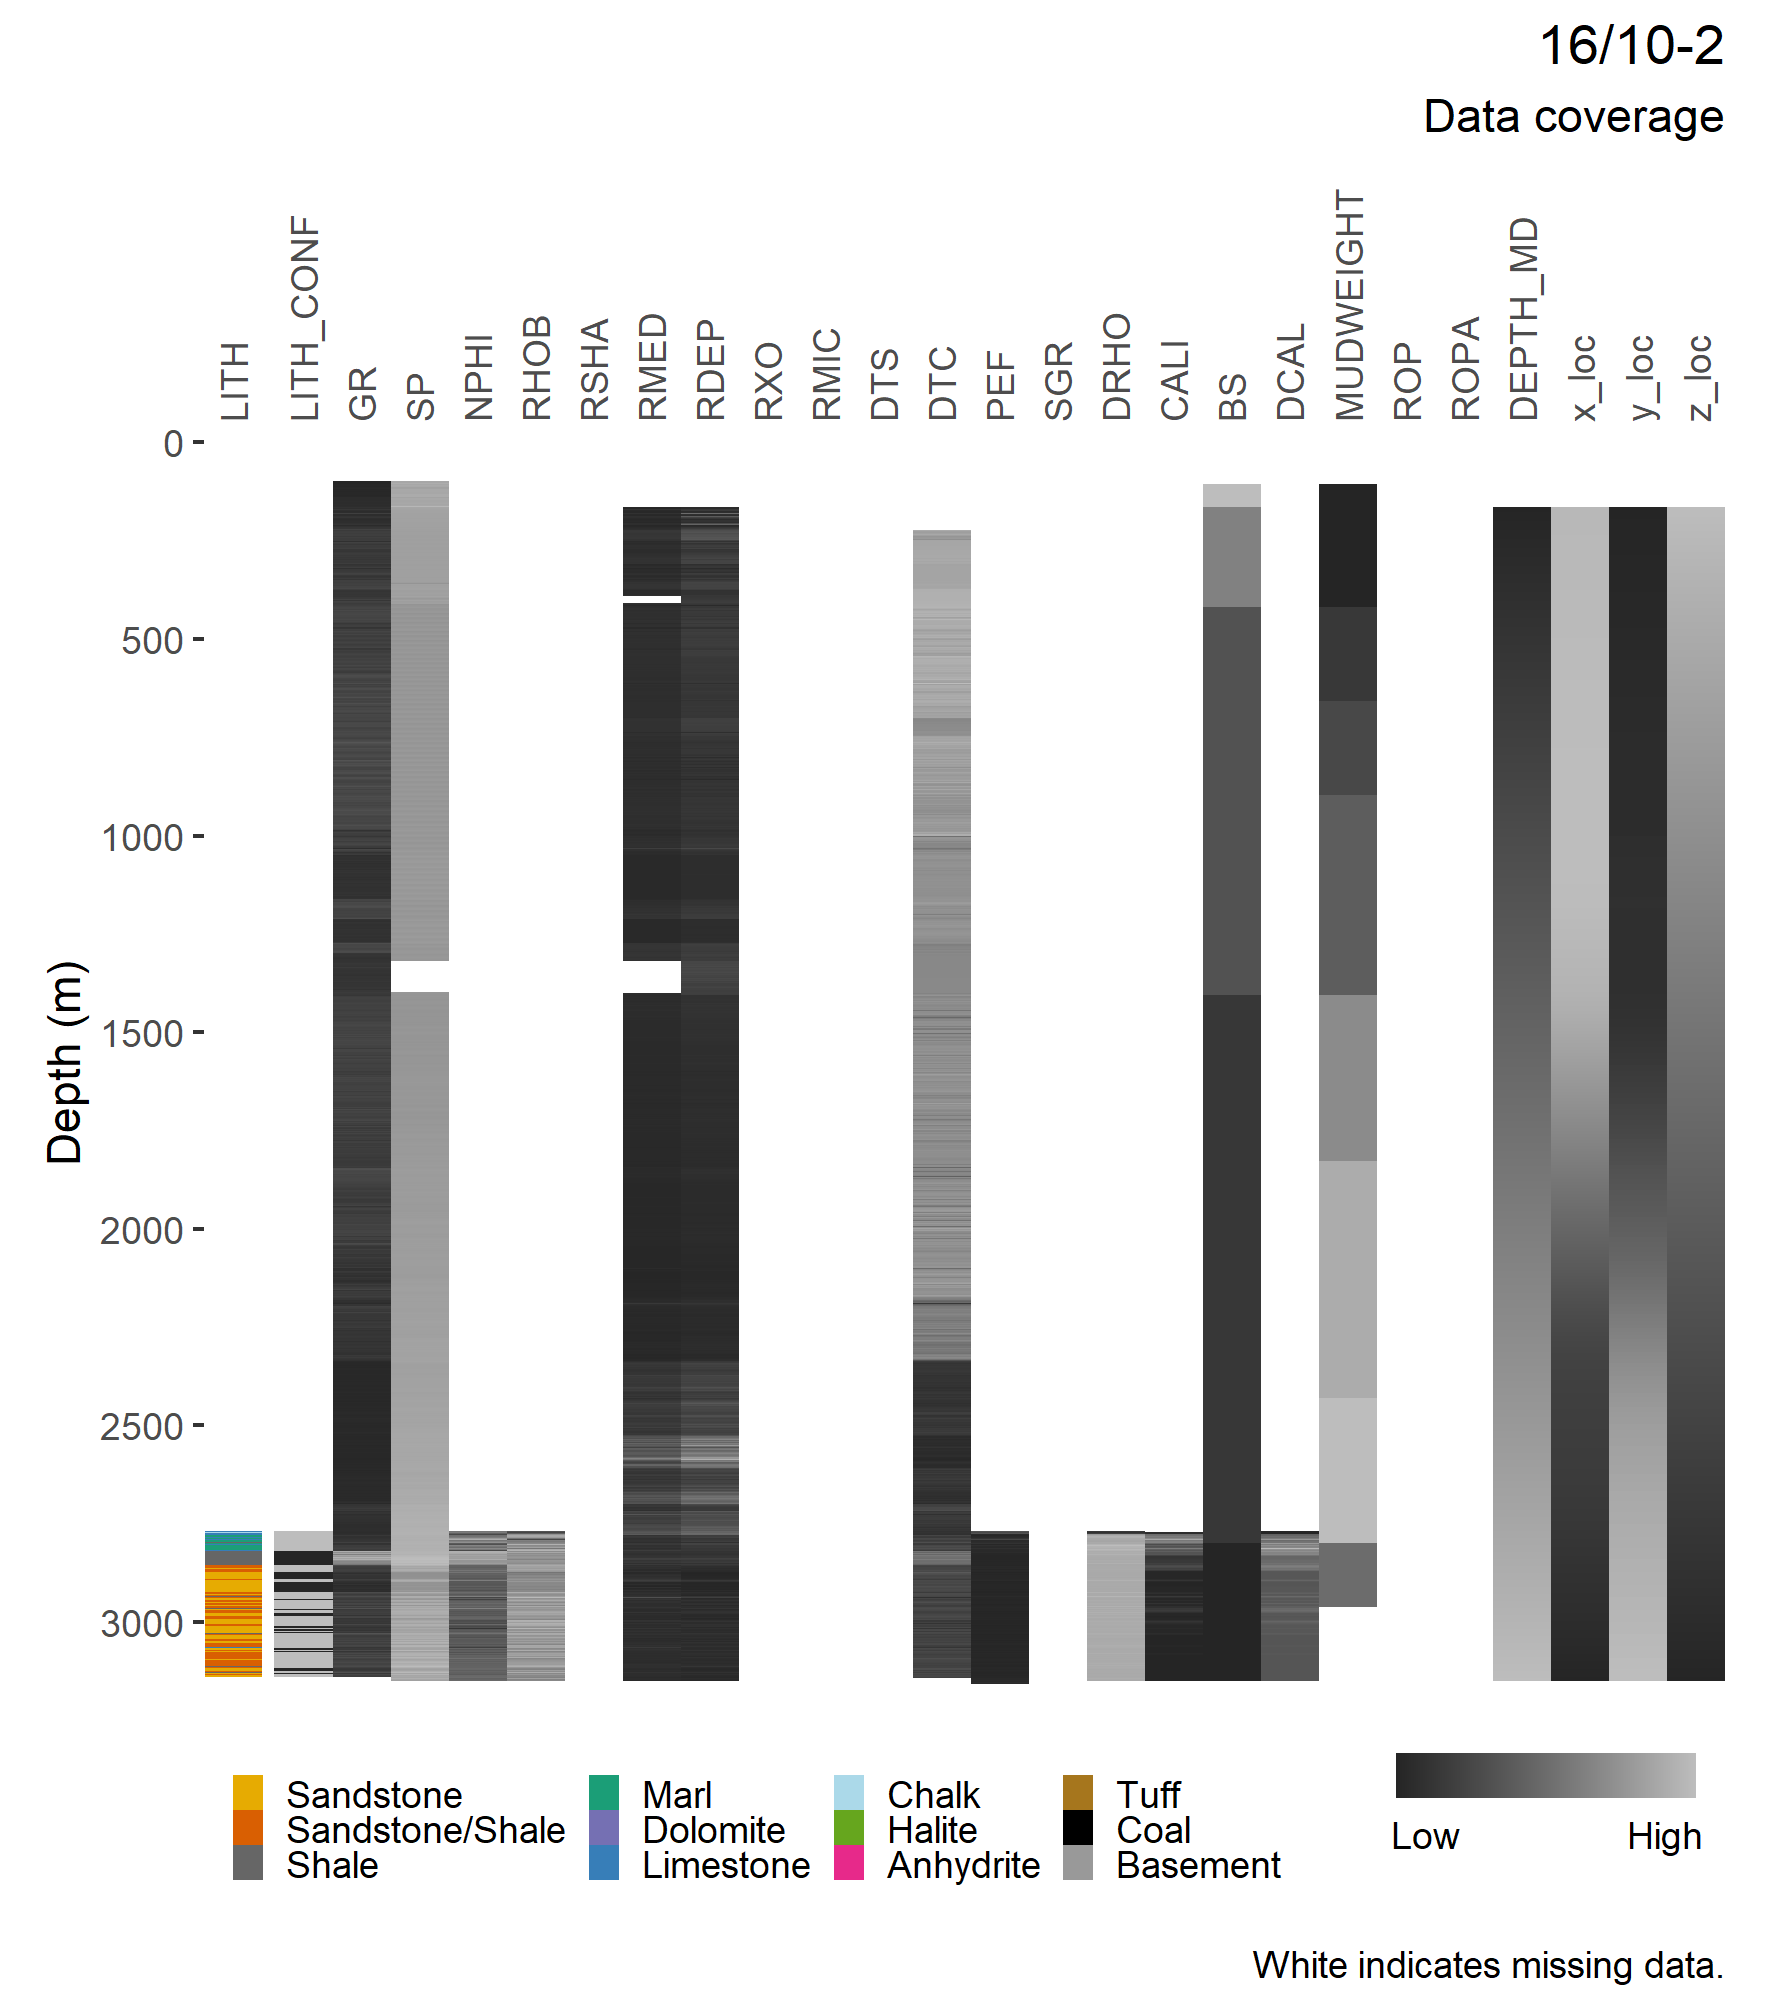 16/10-2
Data coverage
LITH
LITH_CONF
GR
SP
NPHI
RHOB
RSHA
RMED
RDEP
RXO
RMIC
DTS
DTC
PEF
SGR
DRHO
CALI
BS
DCAL
MUDWEIGHT
ROP
ROPA
DEPTH_MD
x_loc
y_loc
z_loc
Depth (m)
0
500
1000
1500
2000
2500
3000
Sandstone
Sandstone/Shale
Shale
Marl
Dolomite
Limestone
Chalk
Halite
Anhydrite
Tuff
Coal
Basement
Low High
White indicates missing data.